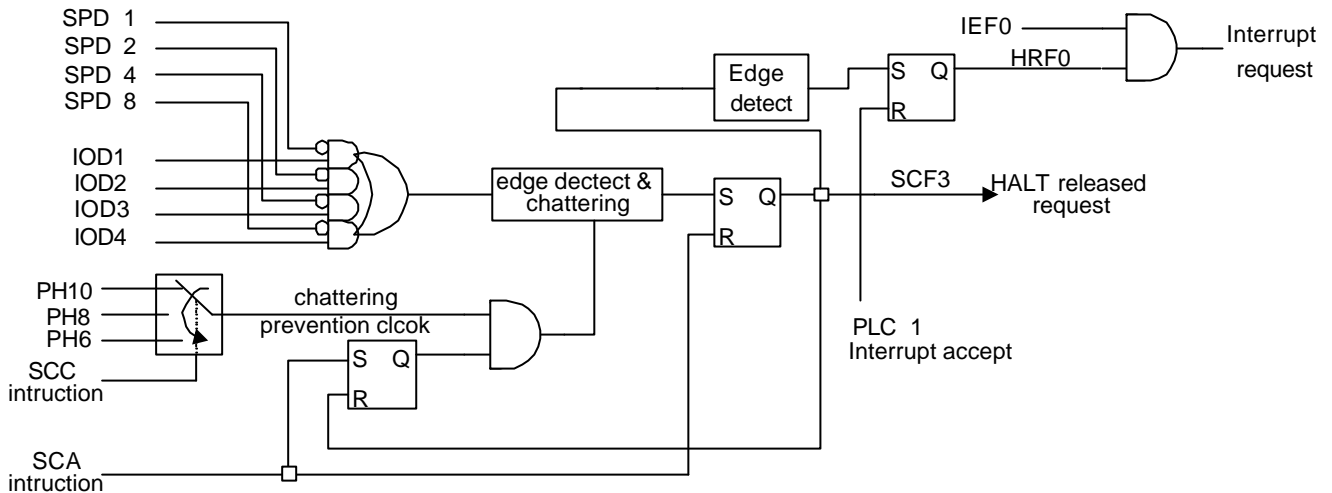 SPD 1
SPD 2
SPD 4
SPD 8
IOD1
IOD2
IOD3
IOD4
PH10
PH8
PH6
SCC
intruction
SCA
intruction
chattering
prevention clcok
S Q
R
edge dectect &
chattering
S Q
R
Edge
detect
S Q
R
IEF0
HRF0
Interrupt
request
SCF3
HALT released
request
PLC 1
Interrupt accept